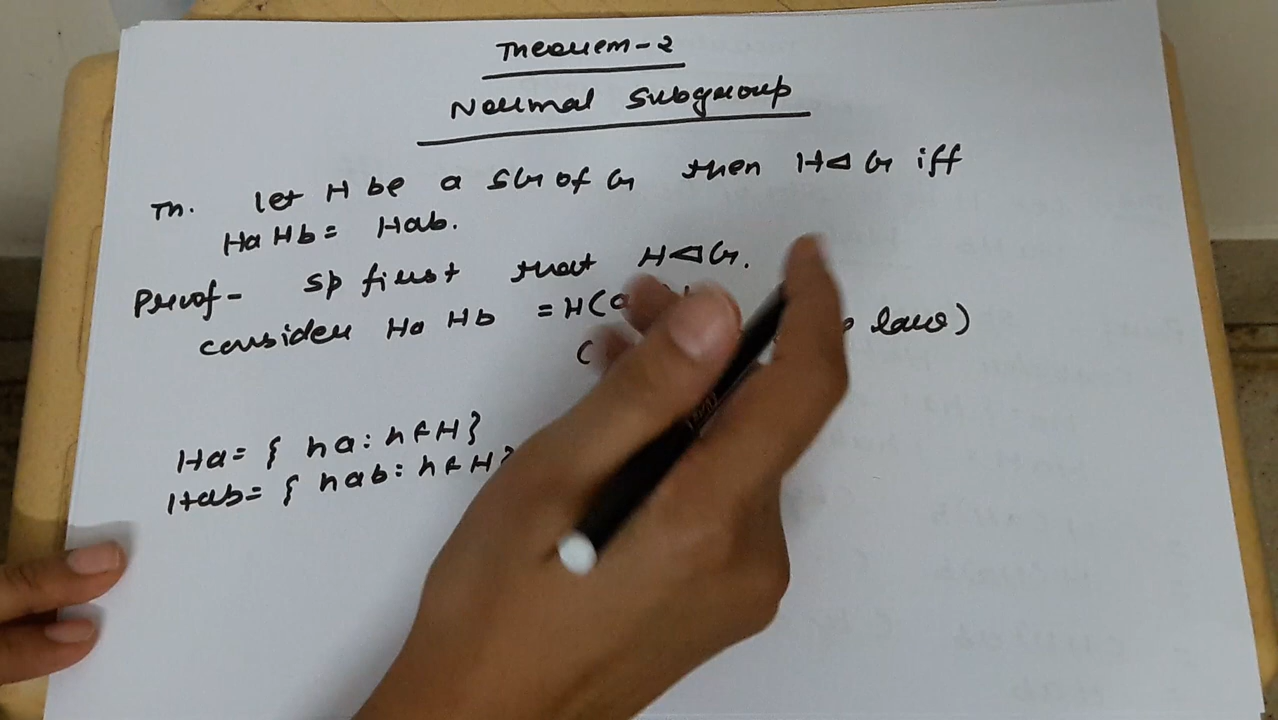 Theorem-2
Normal Subgroup
Th. let H be a SG of G then H⊲G iff
HaHb = Hab.
Proof- Sp first that H⊲G.
consider Ha Hb = H(a
( law)
Ha = { ha : h∈H}
Hab = { hab : h∈H}